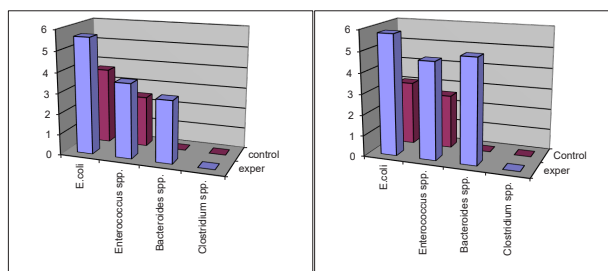 6
5
4
3
2
1
0
control
exper
E.coli
Enterococcus spp.
Bacteroides spp.
Clostridium spp.
6
5
4
3
2
1
0
Control
exper
E.coli
Enterococcus spp.
Bacteroides spp.
Clostridium spp.